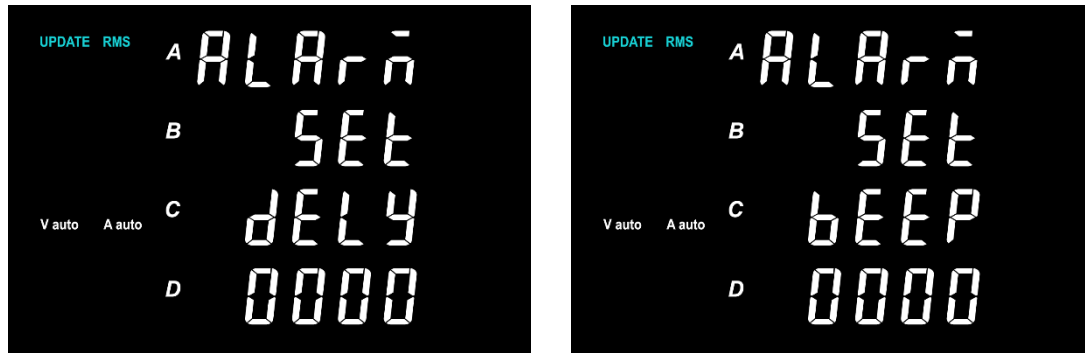 UPDATE RMS
A ALArm
B SEt
V auto A auto
C dELY
D 0000
UPDATE RMS
A ALArm
B SEt
V auto A auto
C bEEP
D 0000